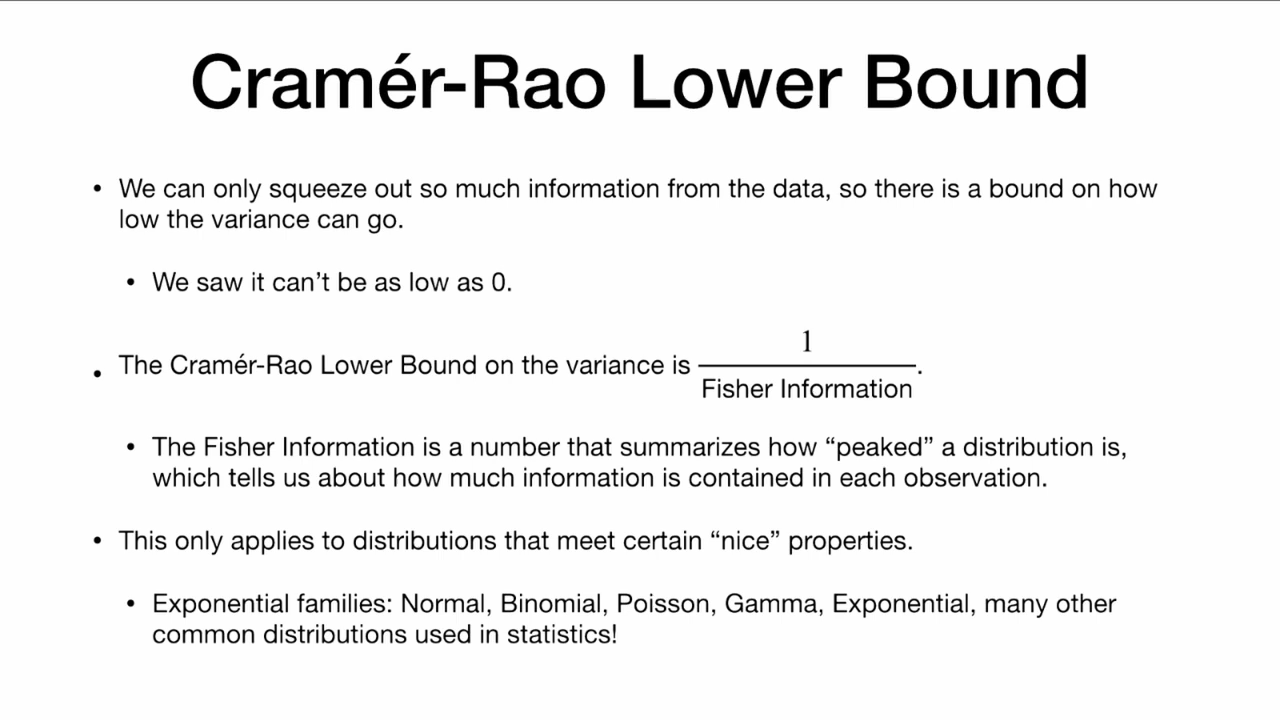 Cramér-Rao Lower Bound
• We can only squeeze out so much information from the data, so there is a bound on how
low the variance can go.
• We saw it can’t be as low as 0.
• The Cramér-Rao Lower Bound on the variance is 1 / Fisher Information.
• The Fisher Information is a number that summarizes how “peaked” a distribution is,
which tells us about how much information is contained in each observation.
• This only applies to distributions that meet certain “nice” properties.
• Exponential families: Normal, Binomial, Poisson, Gamma, Exponential, many other
common distributions used in statistics!